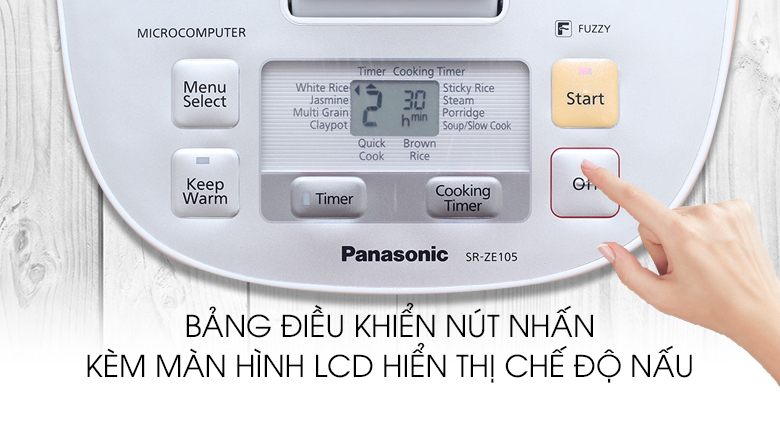 MICROCOMPUTER
F FUZZY
Menu
Select
Keep
Warm
Timer Cooking Timer
White Rice
Jasmine
Multi Grain
Claypot
2 30
h min
Sticky Rice
Steam
Porridge
Soup/Slow Cook
Quick
Cook
Brown
Rice
Timer
Cooking
Timer
Start
Off
Panasonic SR-ZE105
BẢNG ĐIỀU KHIỂN NÚT NHẤN
KÈM MÀN HÌNH LCD HIỂN THỊ CHẾ ĐỘ NẤU